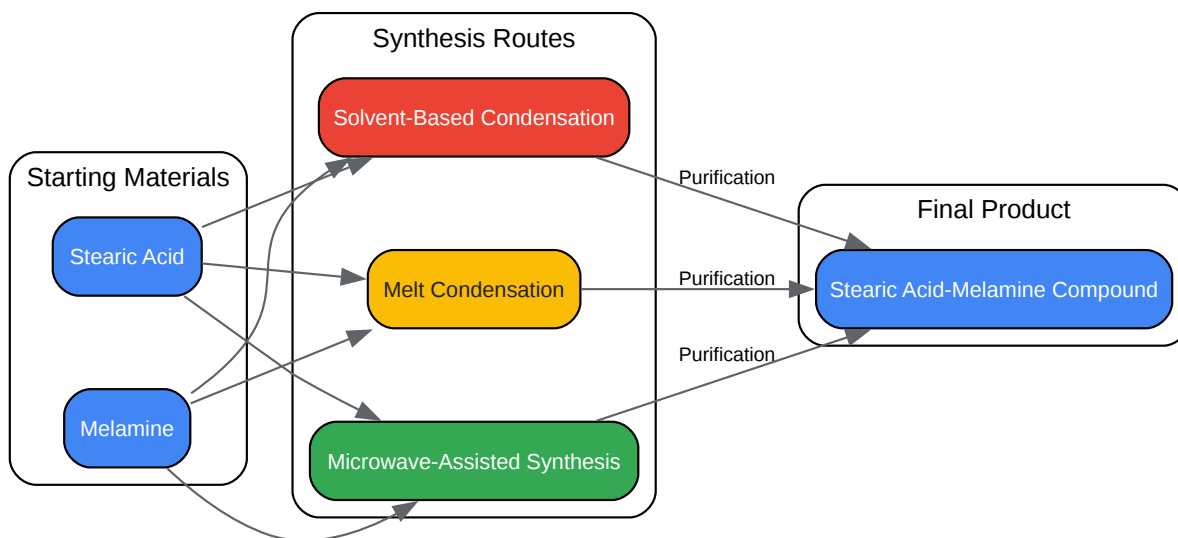 Starting Materials
Stearic Acid
Melamine
Synthesis Routes
Solvent-Based Condensation
Melt Condensation
Microwave-Assisted Synthesis
Purification
Purification
Purification
Final Product
Stearic Acid-Melamine Compound